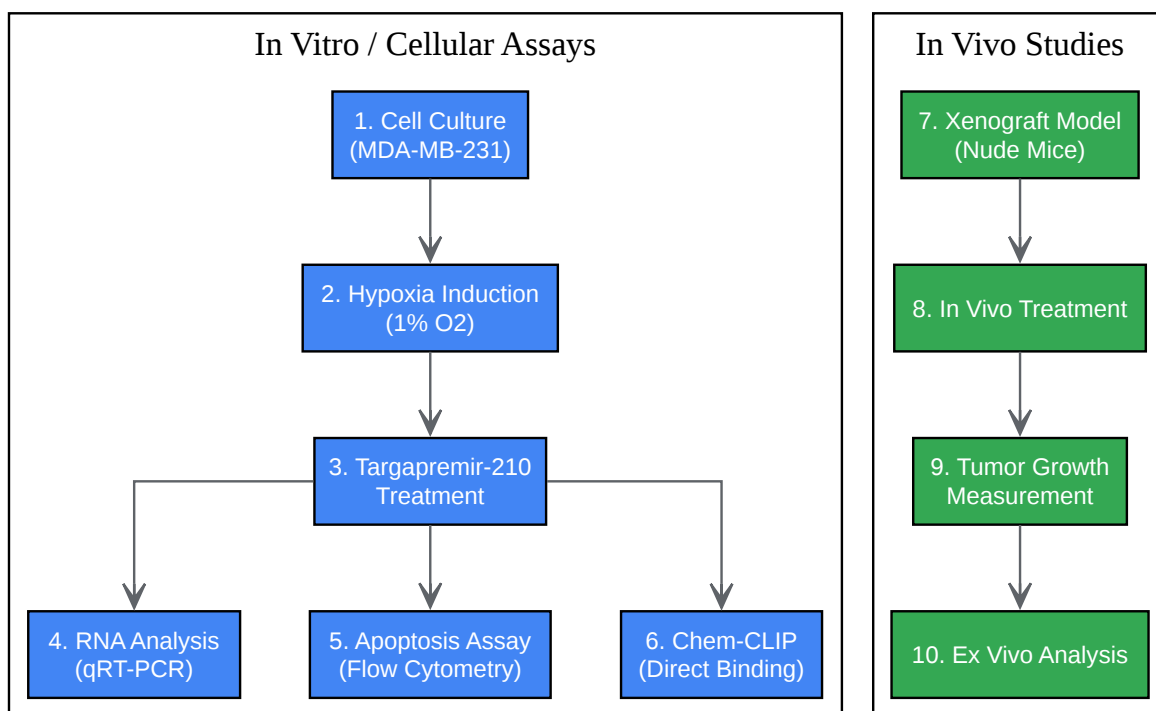 In Vitro / Cellular Assays
1. Cell Culture
(MDA-MB-231)
2. Hypoxia Induction
(1% O2)
3. Targapremir-210
Treatment
4. RNA Analysis
(qRT-PCR)
5. Apoptosis Assay
(Flow Cytometry)
6. Chem-CLIP
(Direct Binding)
In Vivo Studies
7. Xenograft Model
(Nude Mice)
8. In Vivo Treatment
9. Tumor Growth
Measurement
10. Ex Vivo Analysis